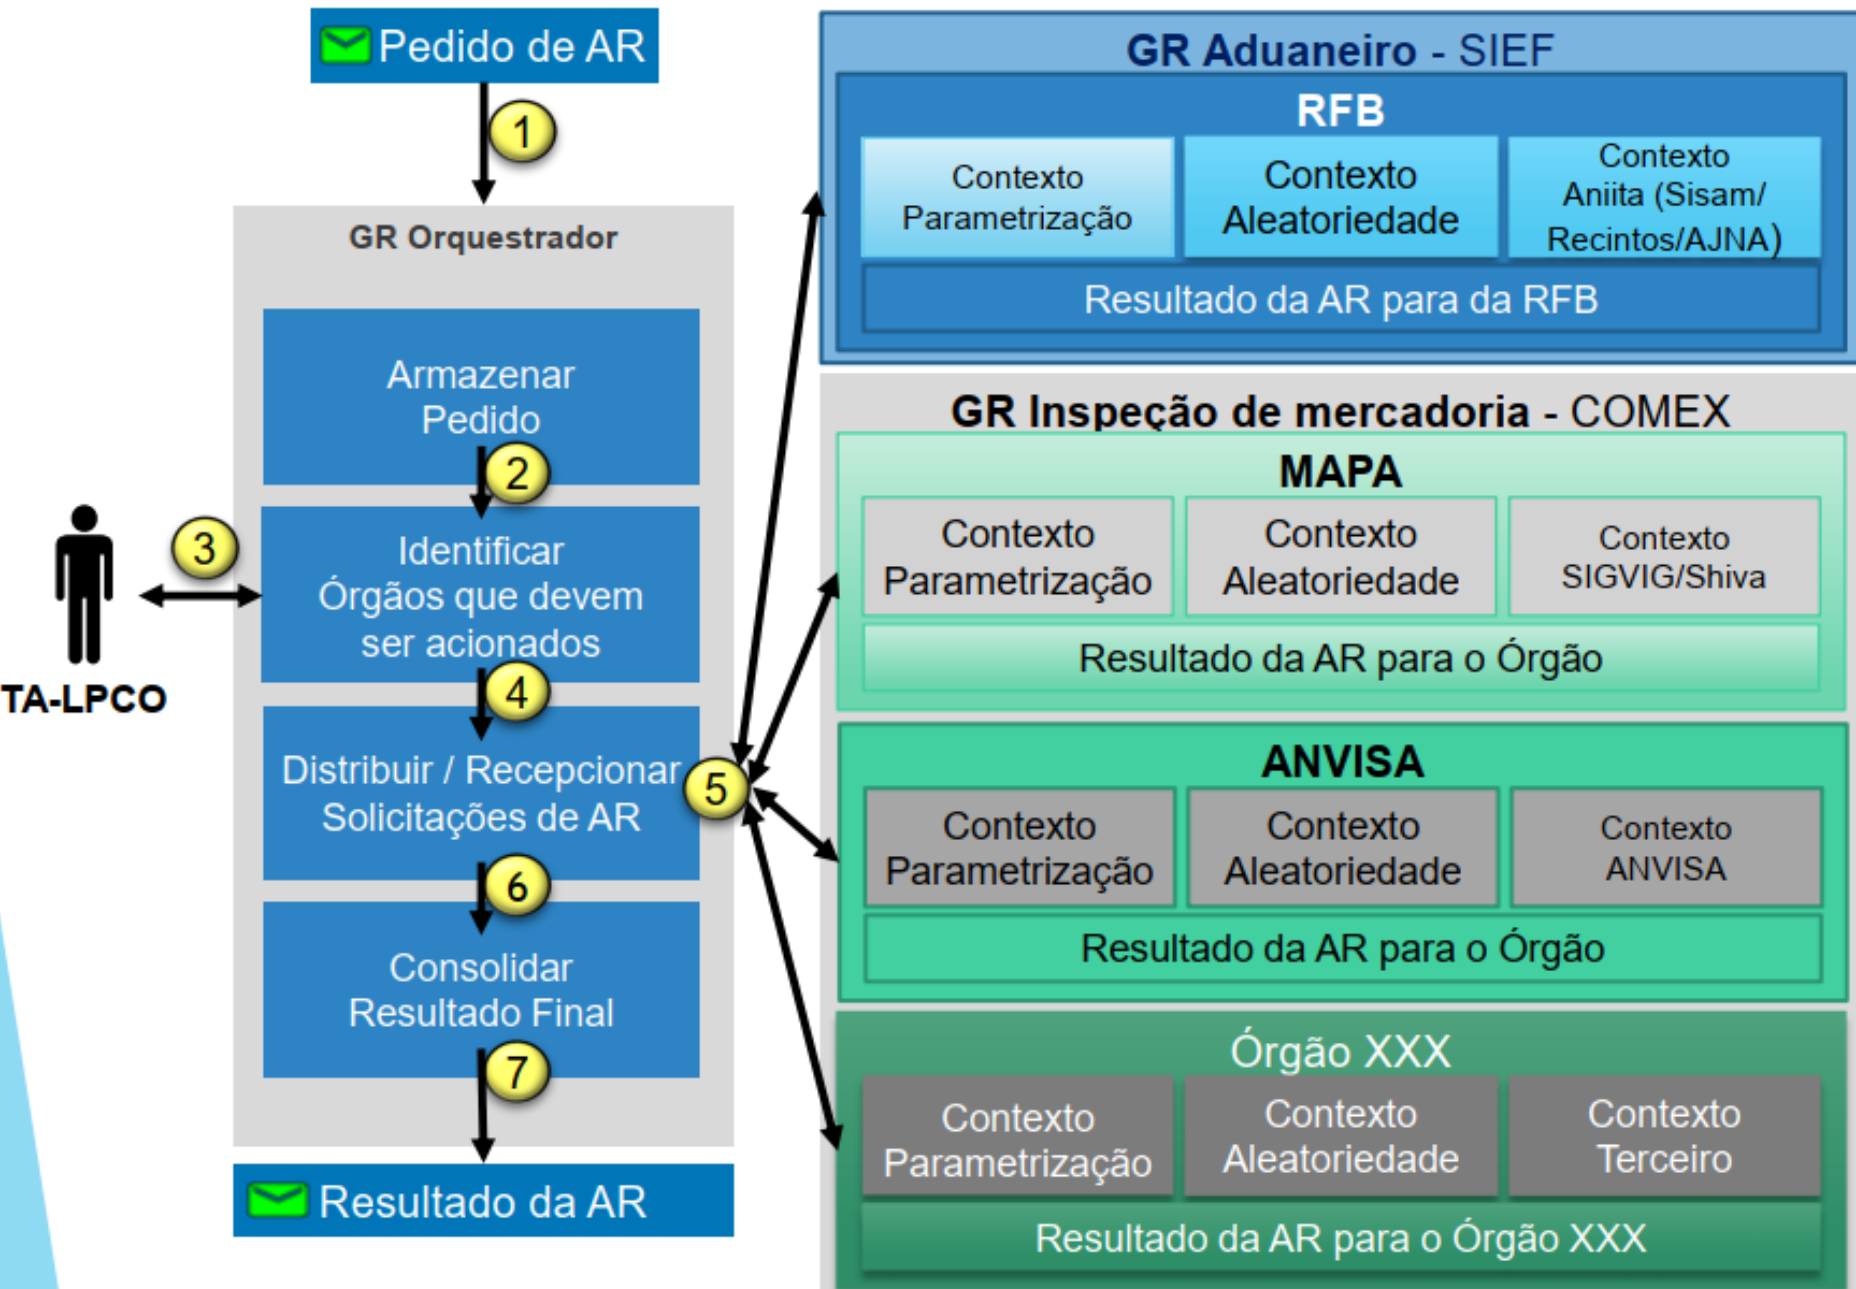 Pedido de AR
1
GR Orquestrador
Armazenar
Pedido
2
3
TA-LPCO
Identificar
Órgãos que devem
ser acionados
4
Distribuir / Recepcionar
Solicitações de AR
5
6
Consolidar
Resultado Final
7
Resultado da AR
GR Aduaneiro - SIEF
RFB
Contexto
Parametrização
Contexto
Aleatoriedade
Contexto
Aniita (Sisam/
Recintos/AJNA)
Resultado da AR para da RFB
GR Inspeção de mercadoria - COMEX
MAPA
Contexto
Parametrização
Contexto
Aleatoriedade
Contexto
SIGVIG/Shiva
Resultado da AR para o Órgão
ANVISA
Contexto
Parametrização
Contexto
Aleatoriedade
Contexto
ANVISA
Resultado da AR para o Órgão
Órgão XXX
Contexto
Parametrização
Contexto
Aleatoriedade
Contexto
Terceiro
Resultado da AR para o Órgão XXX